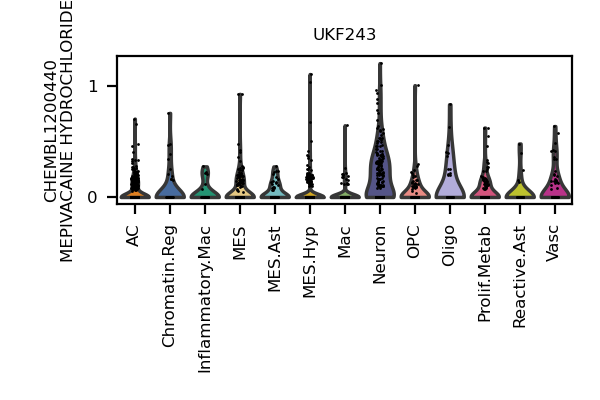 UKF243
CHEMBL1200440
MEPIVACAINE HYDROCHLORIDE
1
0
AC
Chromatin.Reg
Inflammatory.Mac
MES
MES.Ast
MES.Hyp
Mac
Neuron
OPC
Oligo
Prolif.Metab
Reactive.Ast
Vasc